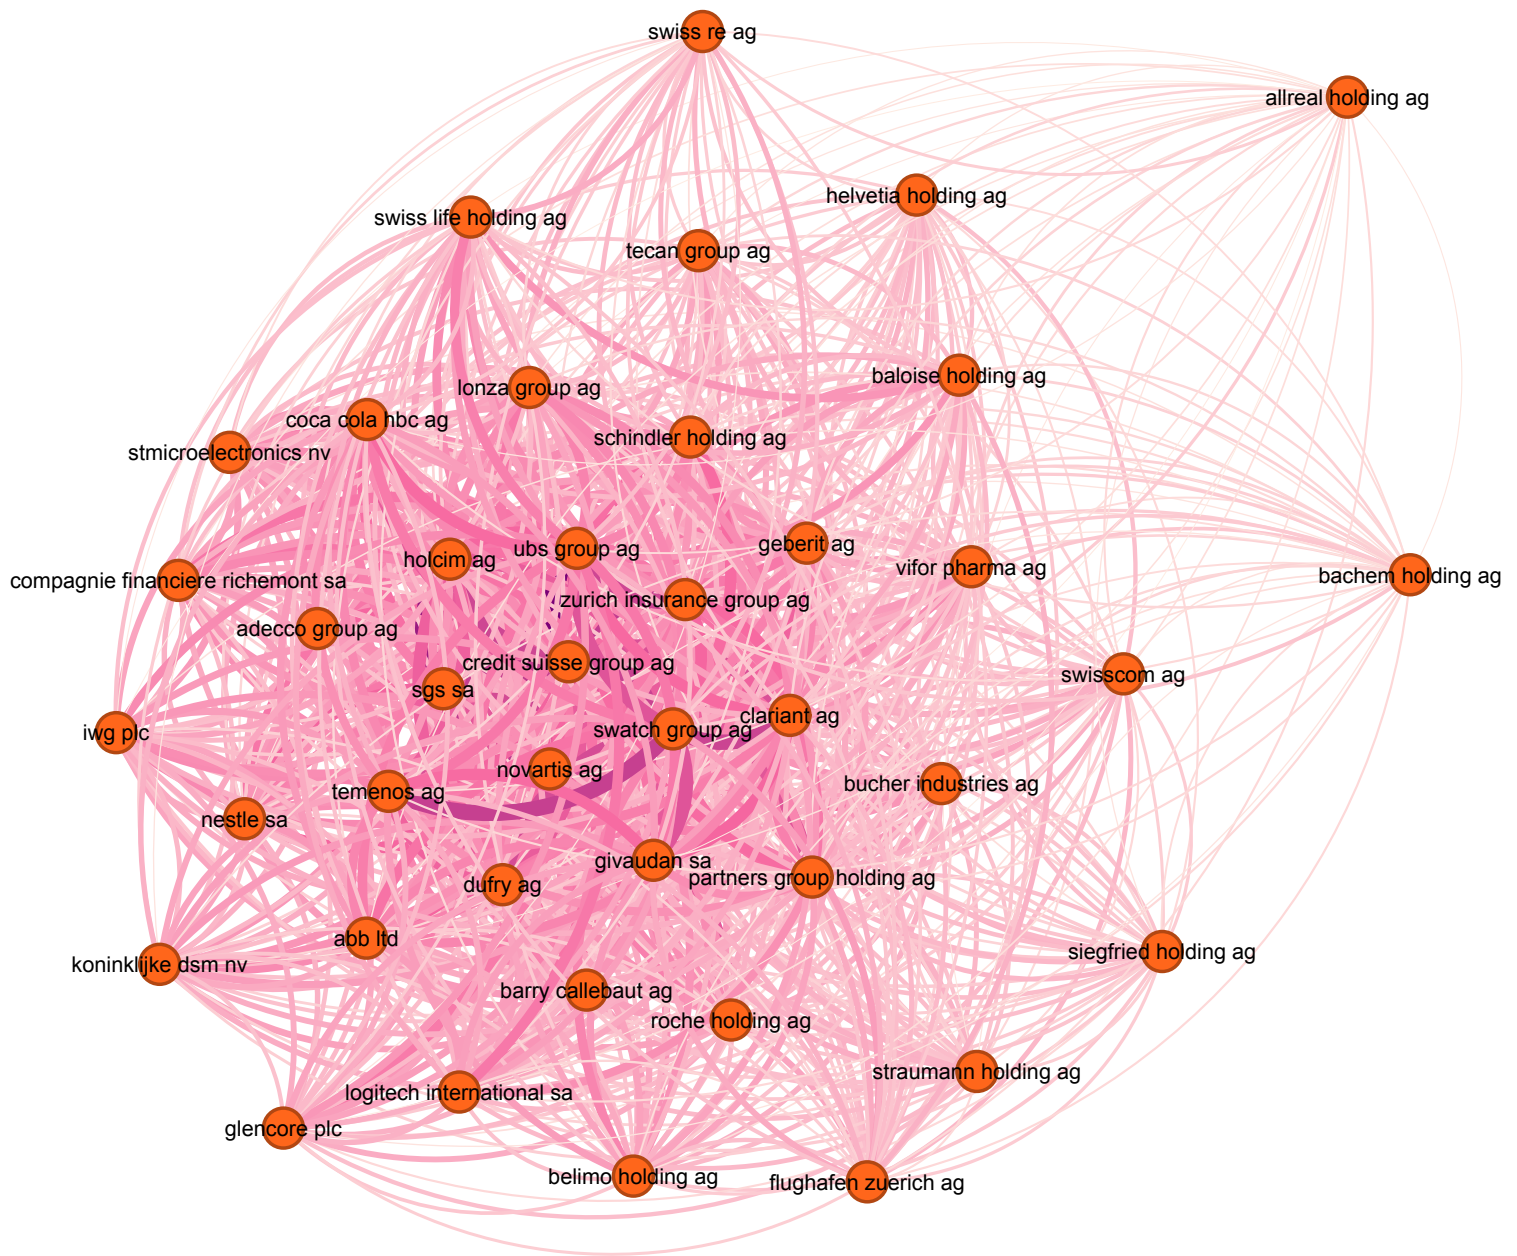 swiss re ag
allreal holding ag
helvetia holding ag
swiss life holding ag
tecan group ag
baloise holding ag
lonza group ag
coca cola hbc ag
schindler holding ag
stmicroelectronics nv
geberit ag
ubs group ag
holcim ag
vifor pharma ag
bachem holding ag
compagnie financiere richemont sa
zurich insurance group ag
adecco group ag
credit suisse group ag
swisscom ag
sgs sa
clariant ag
swatch group ag
iwg plc
novartis ag
bucher industries ag
temenos ag
nestle sa
givaudan sa
partners group holding ag
dufry ag
abb ltd
siegfried holding ag
koninklijke dsm nv
barry callebaut ag
roche holding ag
straumann holding ag
logitech international sa
glencore plc
belimo holding ag
flughafen zuerich ag